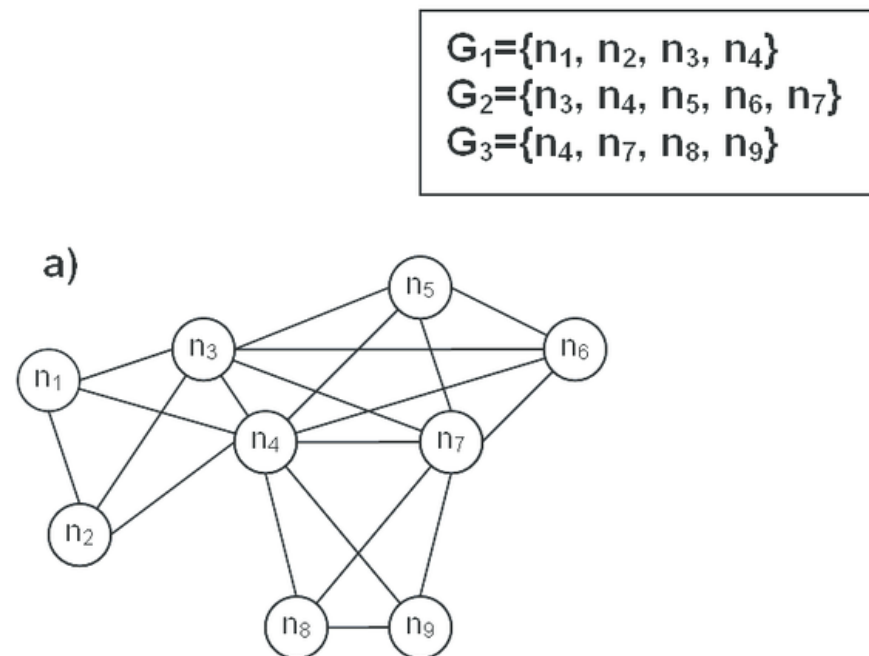 G₁={n₁, n₂, n₃, n₄}
G₂={n₃, n₄, n₅, n₆, n₇}
G₃={n₄, n₇, n₈, n₉}
a)
n₅
n₃
n₆
n₁
n₄
n₇
n₂
n₈
n₉